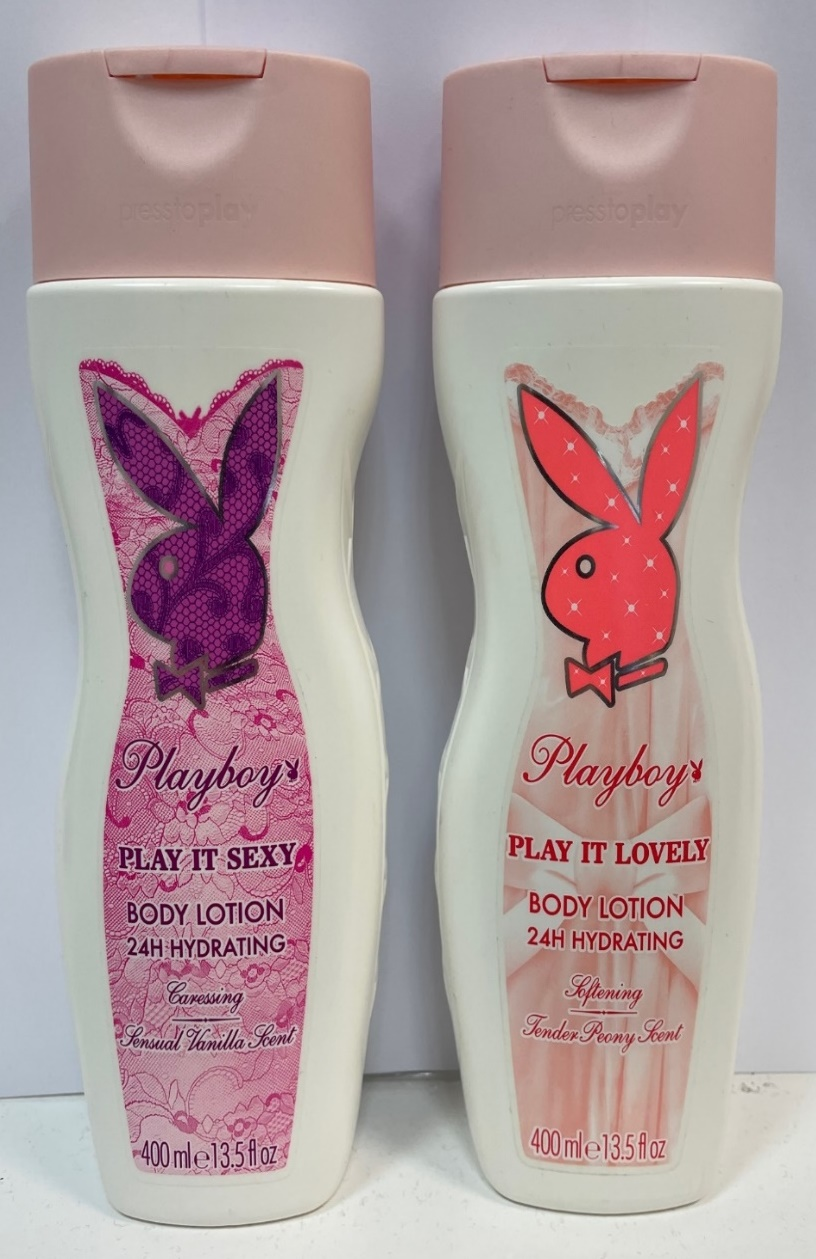 presstoplay
Playboy
PLAY IT SEXY
BODY LOTION
24H HYDRATING
Caressing
Sensual Vanilla Scent
400 ml e 13.5 fl oz
presstoplay
Playboy
PLAY IT LOVELY
BODY LOTION
24H HYDRATING
Softening
Tender Peony Scent
400 ml e 13.5 fl oz